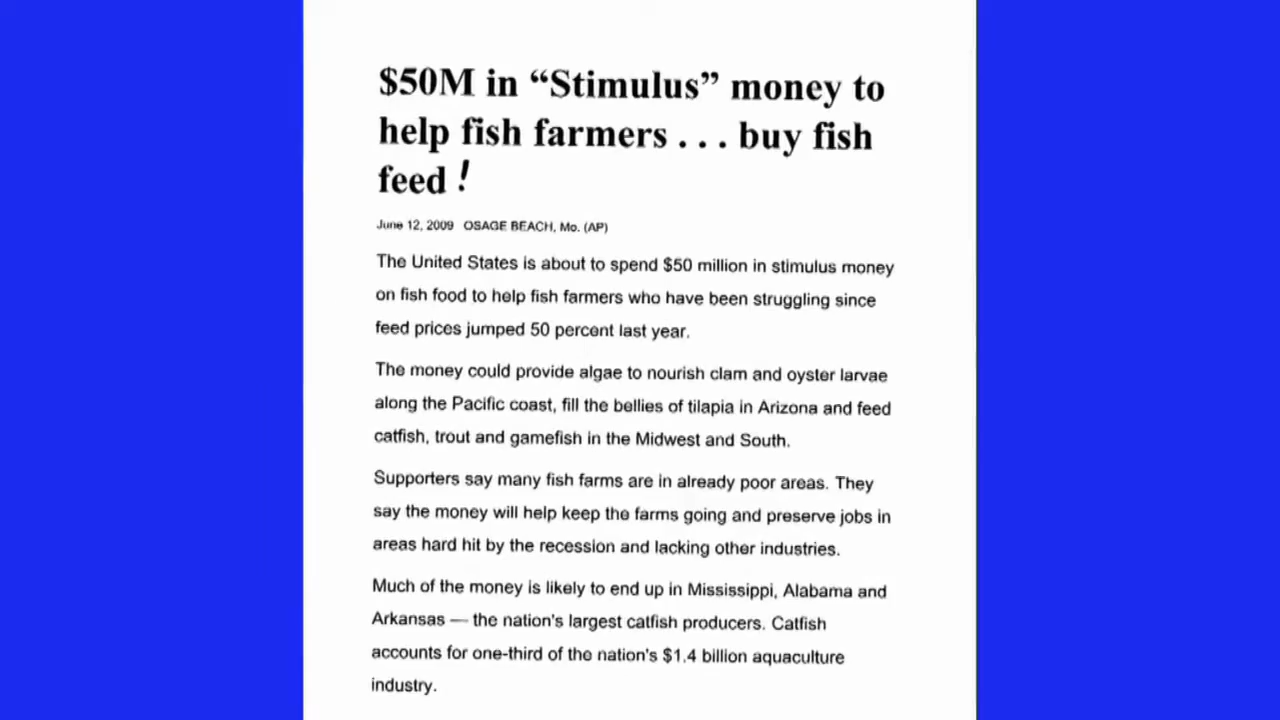 $50M in “Stimulus” money to
help fish farmers . . . buy fish
feed !
June 12, 2009 OSAGE BEACH, Mo. (AP)
The United States is about to spend $50 million in stimulus money
on fish food to help fish farmers who have been struggling since
feed prices jumped 50 percent last year.
The money could provide algae to nourish clam and oyster larvae
along the Pacific coast, fill the bellies of tilapia in Arizona and feed
catfish, trout and gamefish in the Midwest and South.
Supporters say many fish farms are in already poor areas. They
say the money will help keep the farms going and preserve jobs in
areas hard hit by the recession and lacking other industries.
Much of the money is likely to end up in Mississippi, Alabama and
Arkansas — the nation's largest catfish producers. Catfish
accounts for one-third of the nation's $1.4 billion aquaculture
industry.